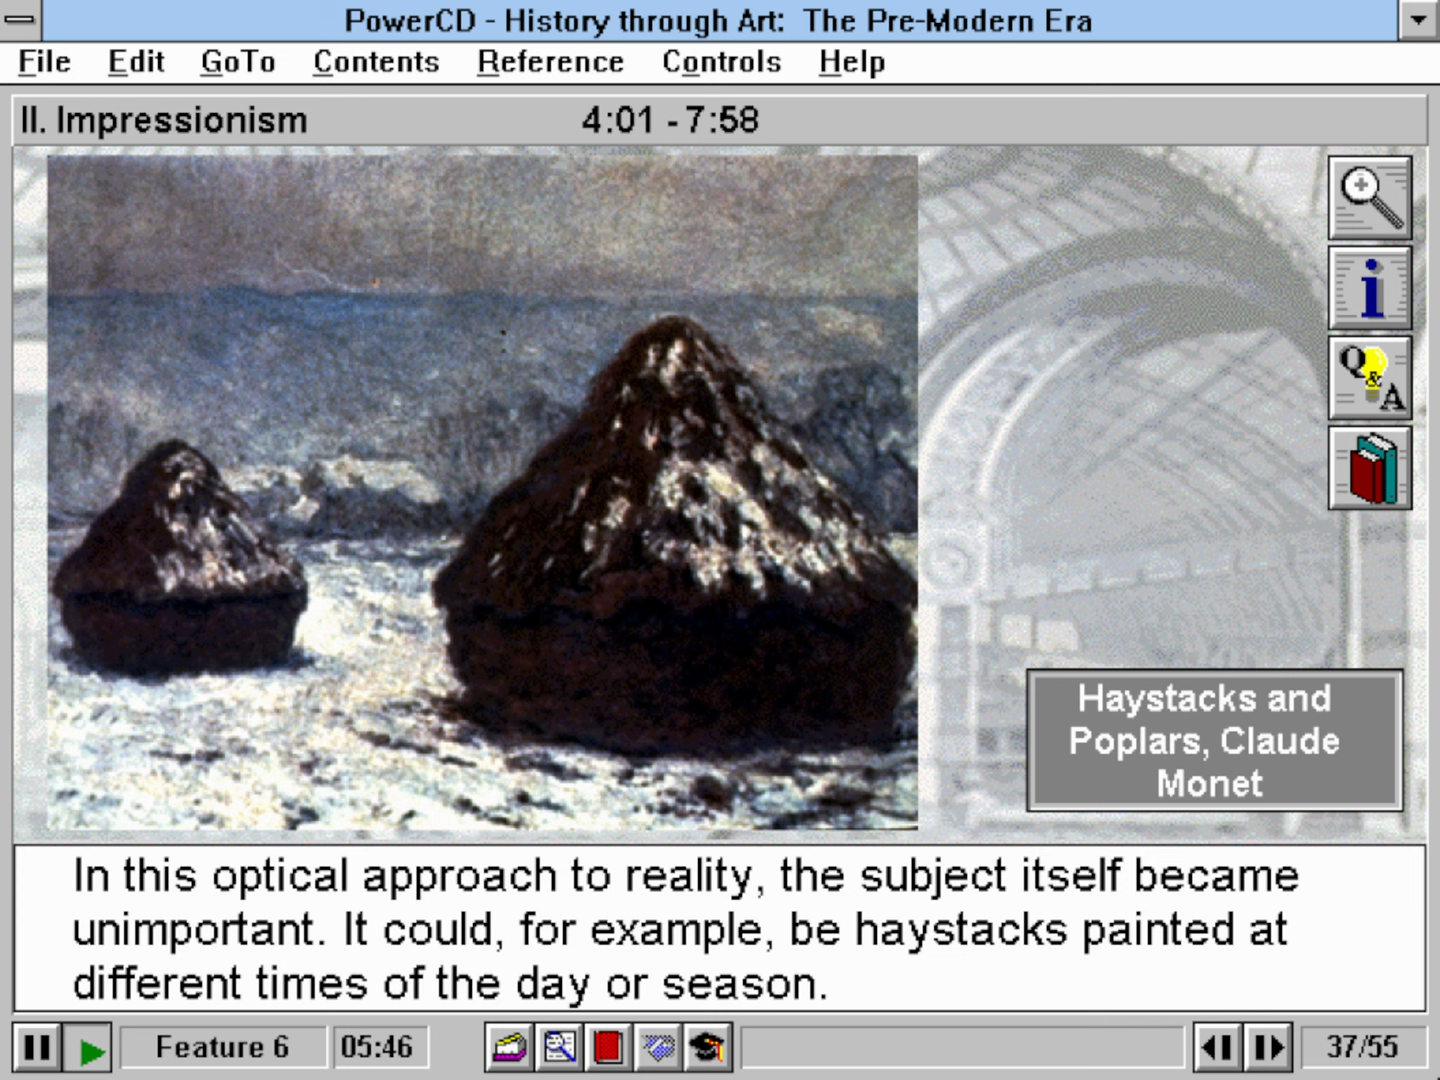 PowerCD - History through Art:  The Pre-Modern Era
File Edit GoTo Contents Reference Controls Help
II. Impressionism 4:01 - 7:58
i
Q & A
Haystacks and
Poplars, Claude
Monet
In this optical approach to reality, the subject itself became
unimportant. It could, for example, be haystacks painted at
different times of the day or season.
Feature 6 05:46 37/55